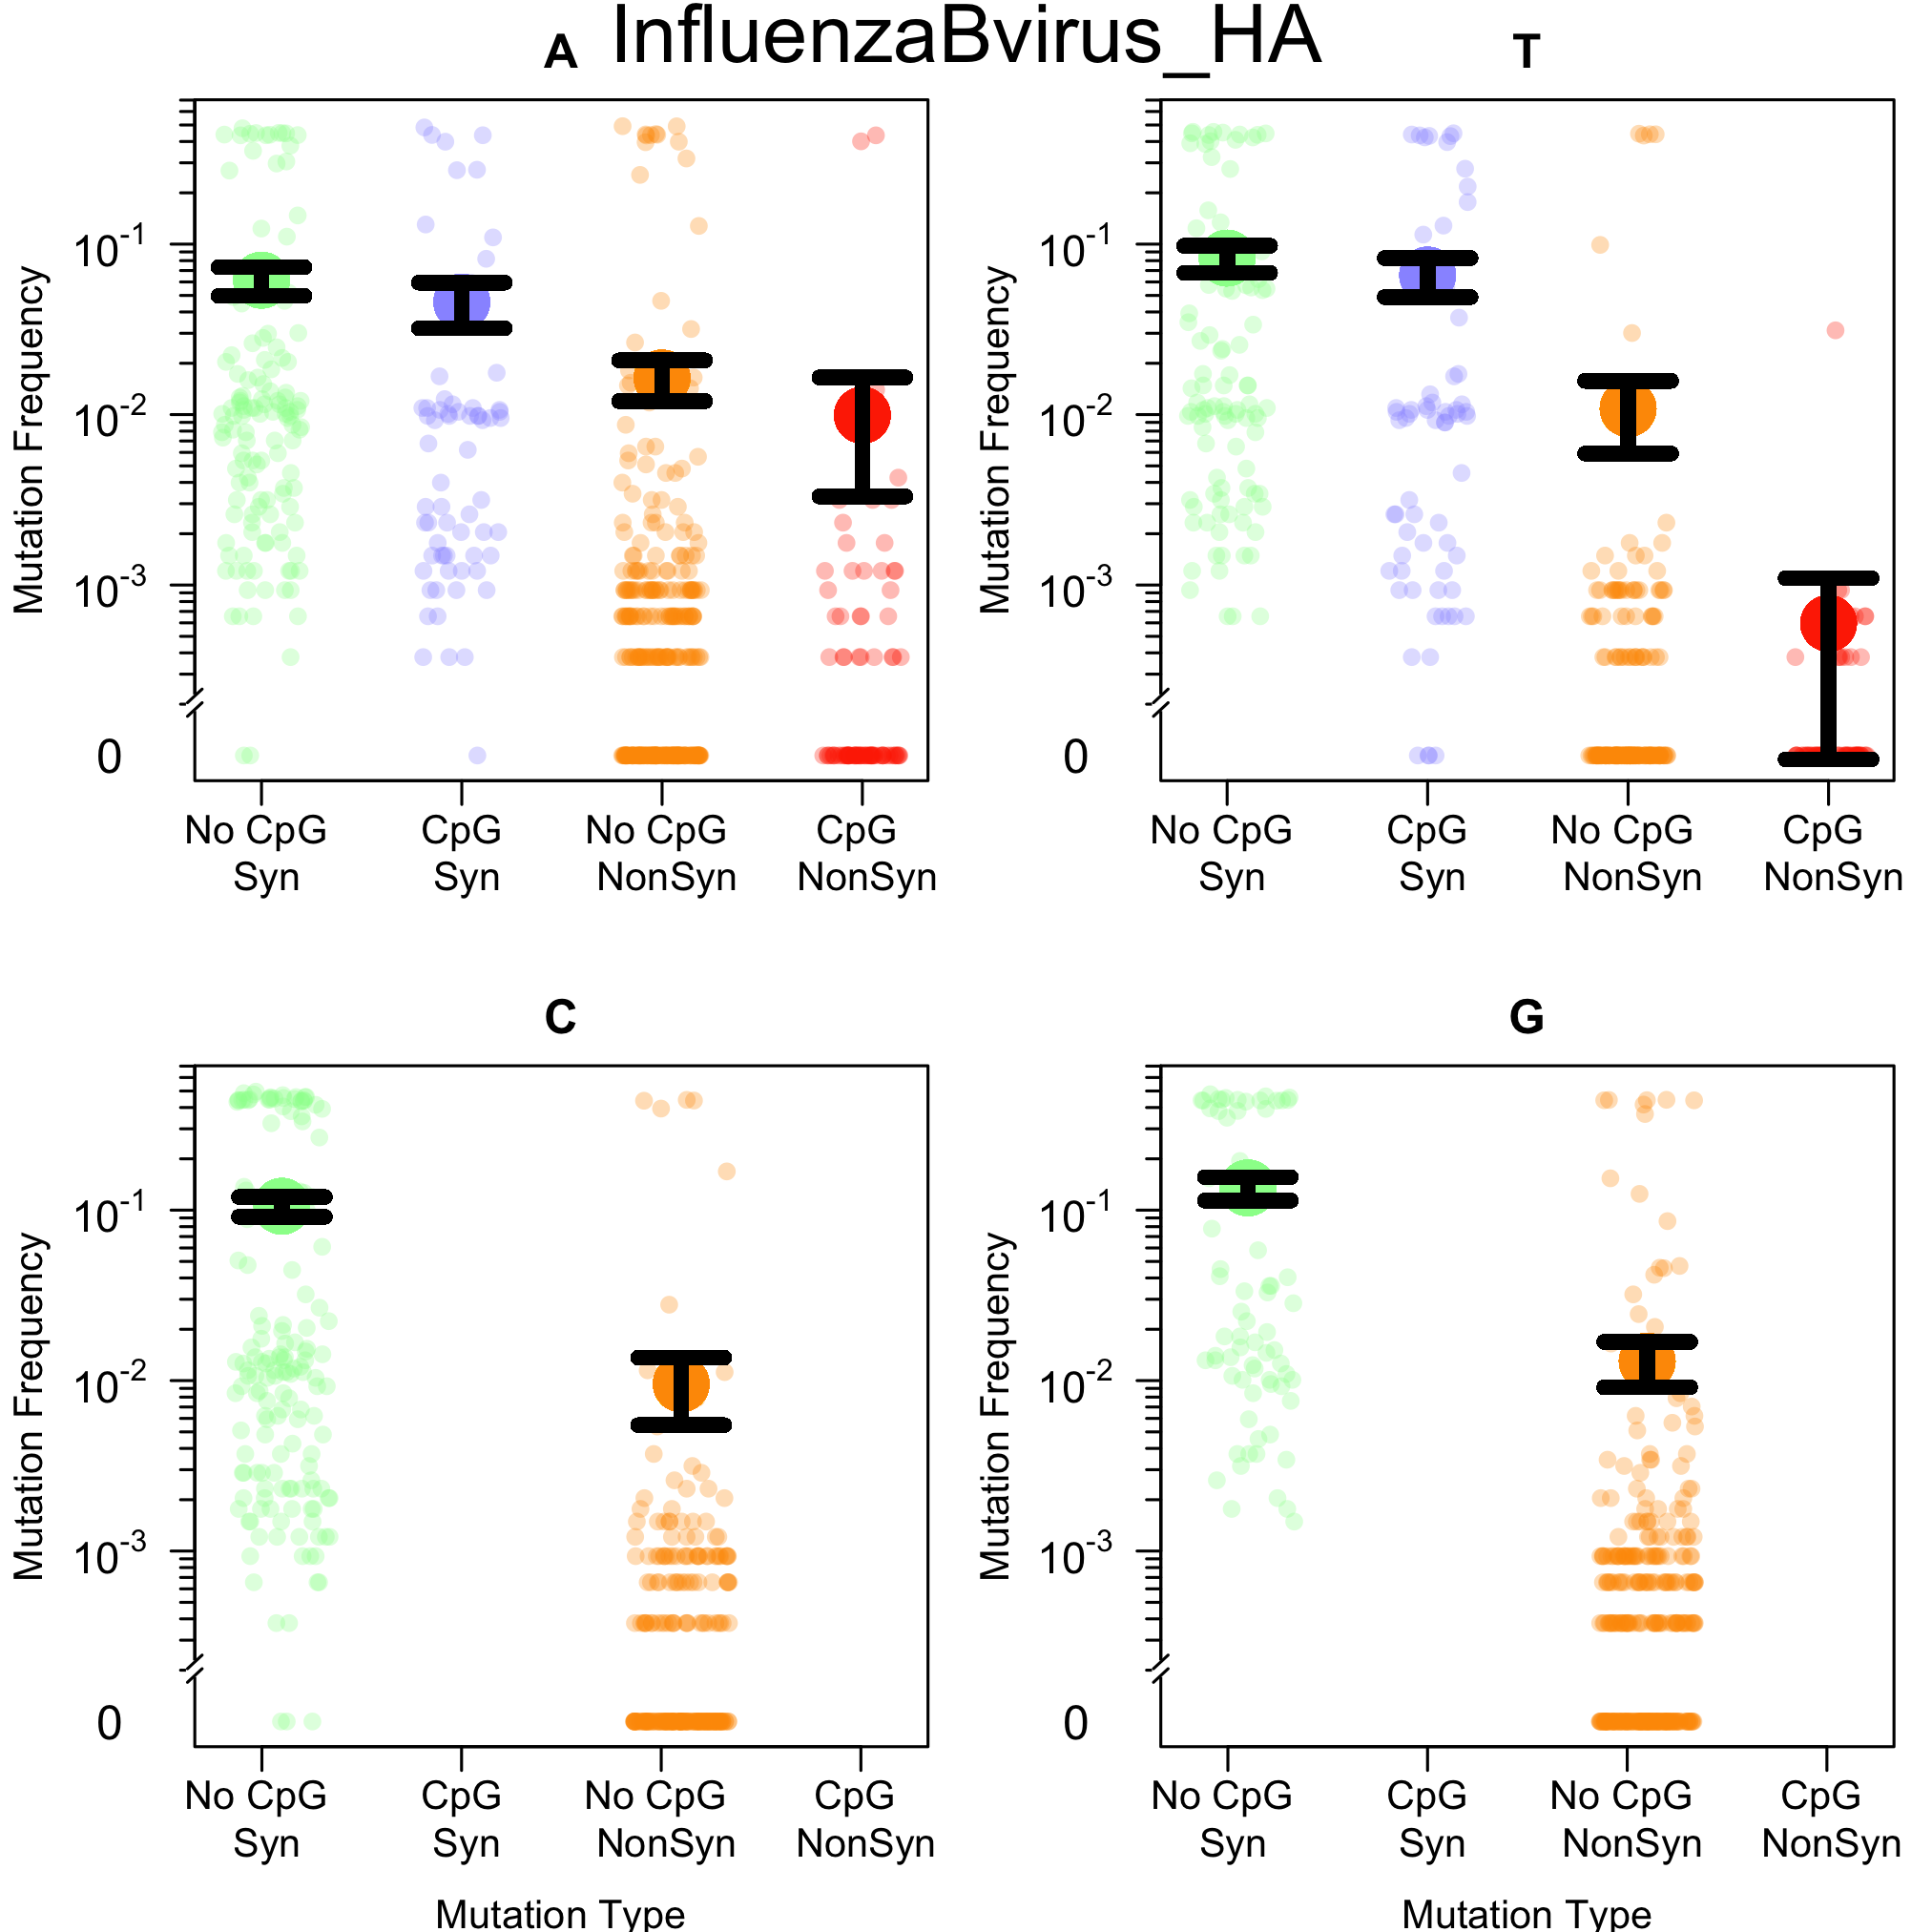 InfluenzaBvirus_HA
A
Mutation Frequency
10-1
10-2
10-3
0
No CpG Syn
CpG Syn
No CpG NonSyn
CpG NonSyn
T
Mutation Frequency
10-1
10-2
10-3
0
No CpG Syn
CpG Syn
No CpG NonSyn
CpG NonSyn
C
Mutation Frequency
10-1
10-2
10-3
0
No CpG Syn
CpG Syn
No CpG NonSyn
CpG NonSyn
Mutation Type
G
Mutation Frequency
10-1
10-2
10-3
0
No CpG Syn
CpG Syn
No CpG NonSyn
CpG NonSyn
Mutation Type